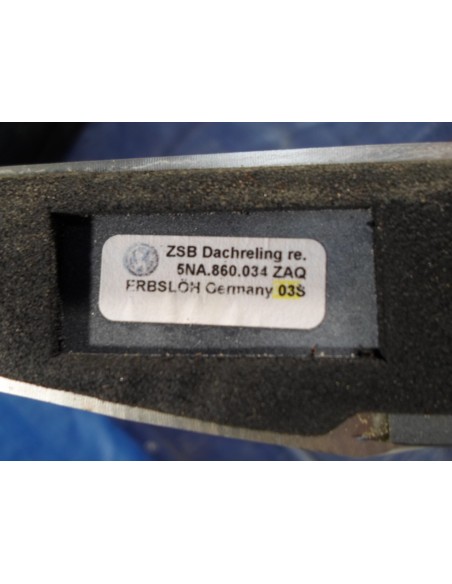 ZSB Dachreling re.
5NA.860.034 ZAQ
ERBSLÖH Germany 03S